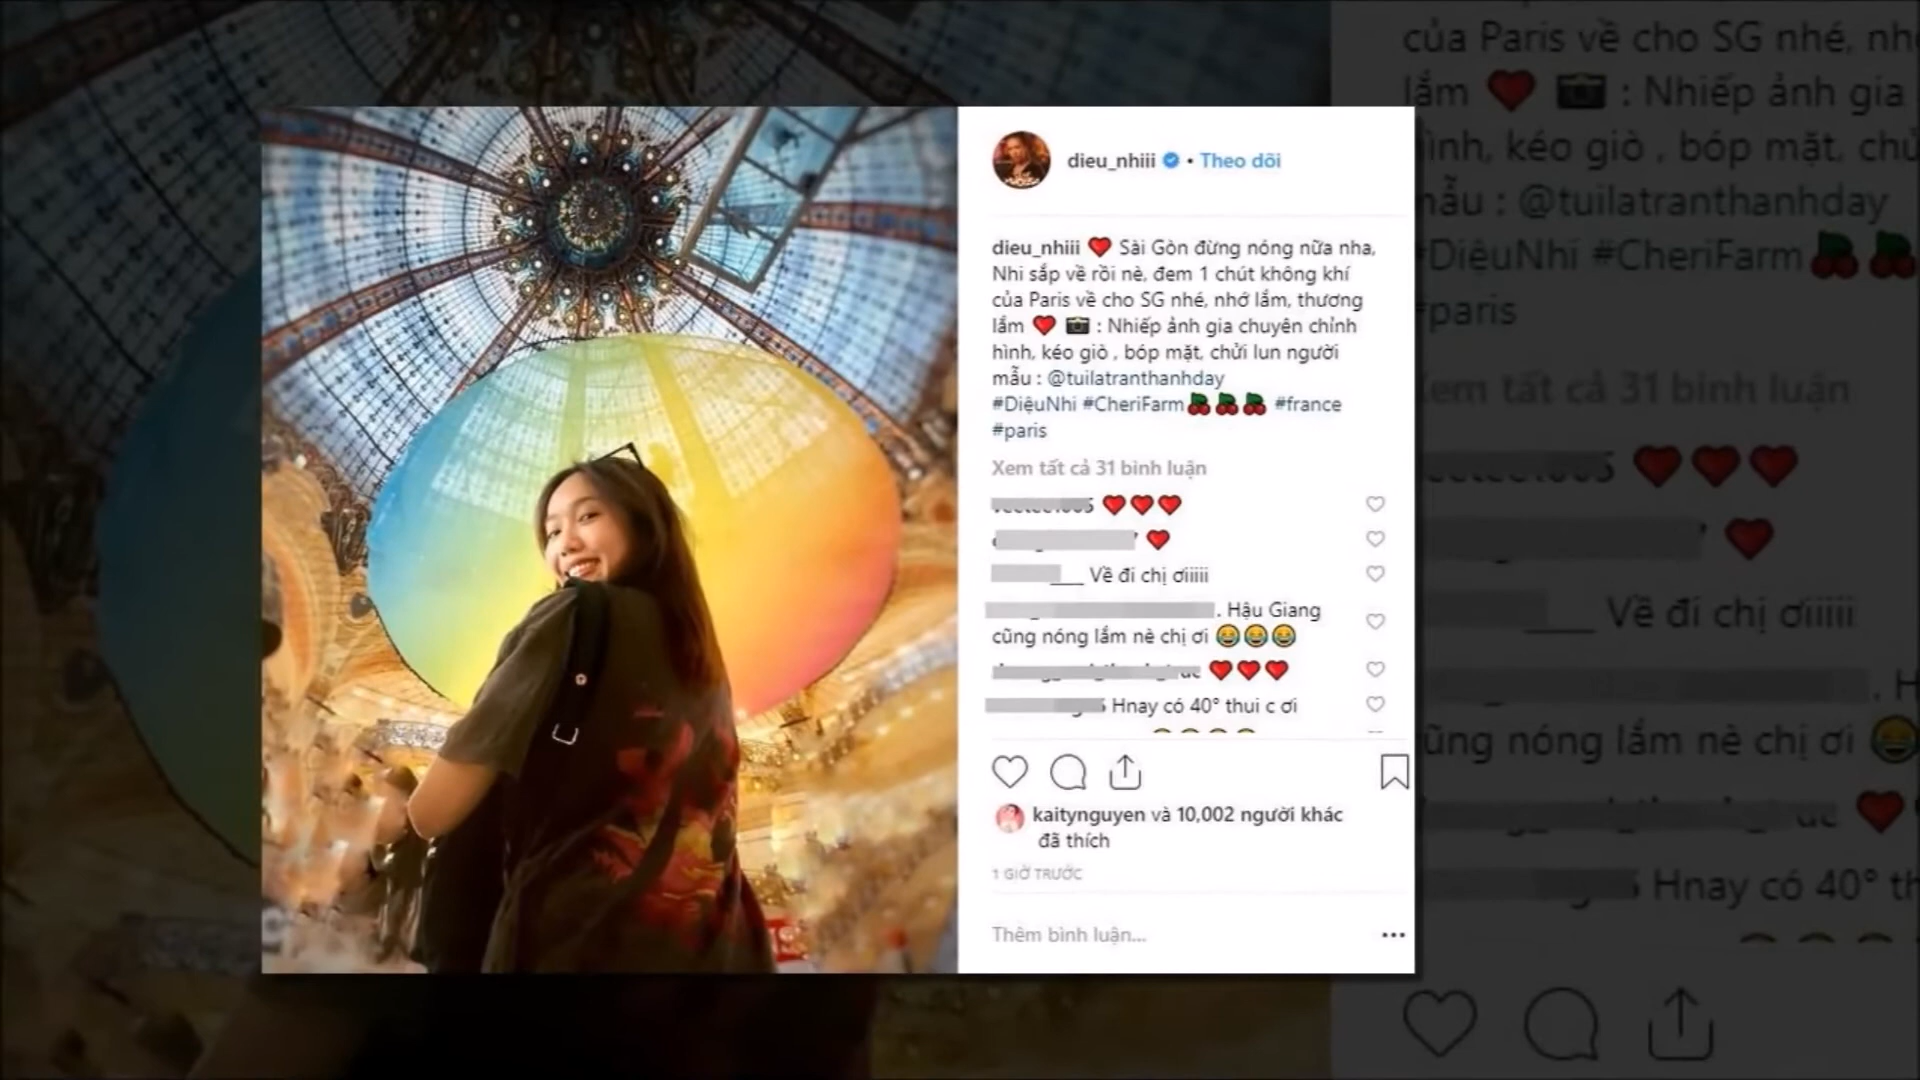 dieu_nhiii • Theo dõi
dieu_nhiii ❤️ Sài Gòn đừng nóng nữa nha,
Nhi sắp về rồi nè, đem 1 chút không khí
của Paris về cho SG nhé, nhớ lắm, thương
lắm ❤️ 📷 : Nhiếp ảnh gia chuyên chỉnh
hình, kéo giò , bóp mặt, chửi lun người
mẫu : @tuilatranthanhday
#DiệuNhi #CheriFarm🍒🍒🍒 #france
#paris
Xem tất cả 31 bình luận
❤️❤️❤️
❤️
Về đi chị ơiiiii
. Hậu Giang
cũng nóng lắm nè chị ơi 😂😂😂
❤️❤️❤️
Hnay có 40° thui c ơi
kaitynguyen và 10,002 người khác
đã thích
1 GIỜ TRƯỚC
Thêm bình luận...
của Paris về cho SG nhé, nh
lắm ❤️ 📷 : Nhiếp ảnh gia
hình, kéo giò , bóp mặt, chử
mẫu : @tuilatranthanhday
#DiệuNhi #CheriFarm🍒🍒
#paris
Xem tất cả 31 bình luận
❤️❤️❤️
❤️
Về đi chị ơiiiii
. H
cũng nóng lắm nè chị ơi 😂
❤️
Hnay có 40° th